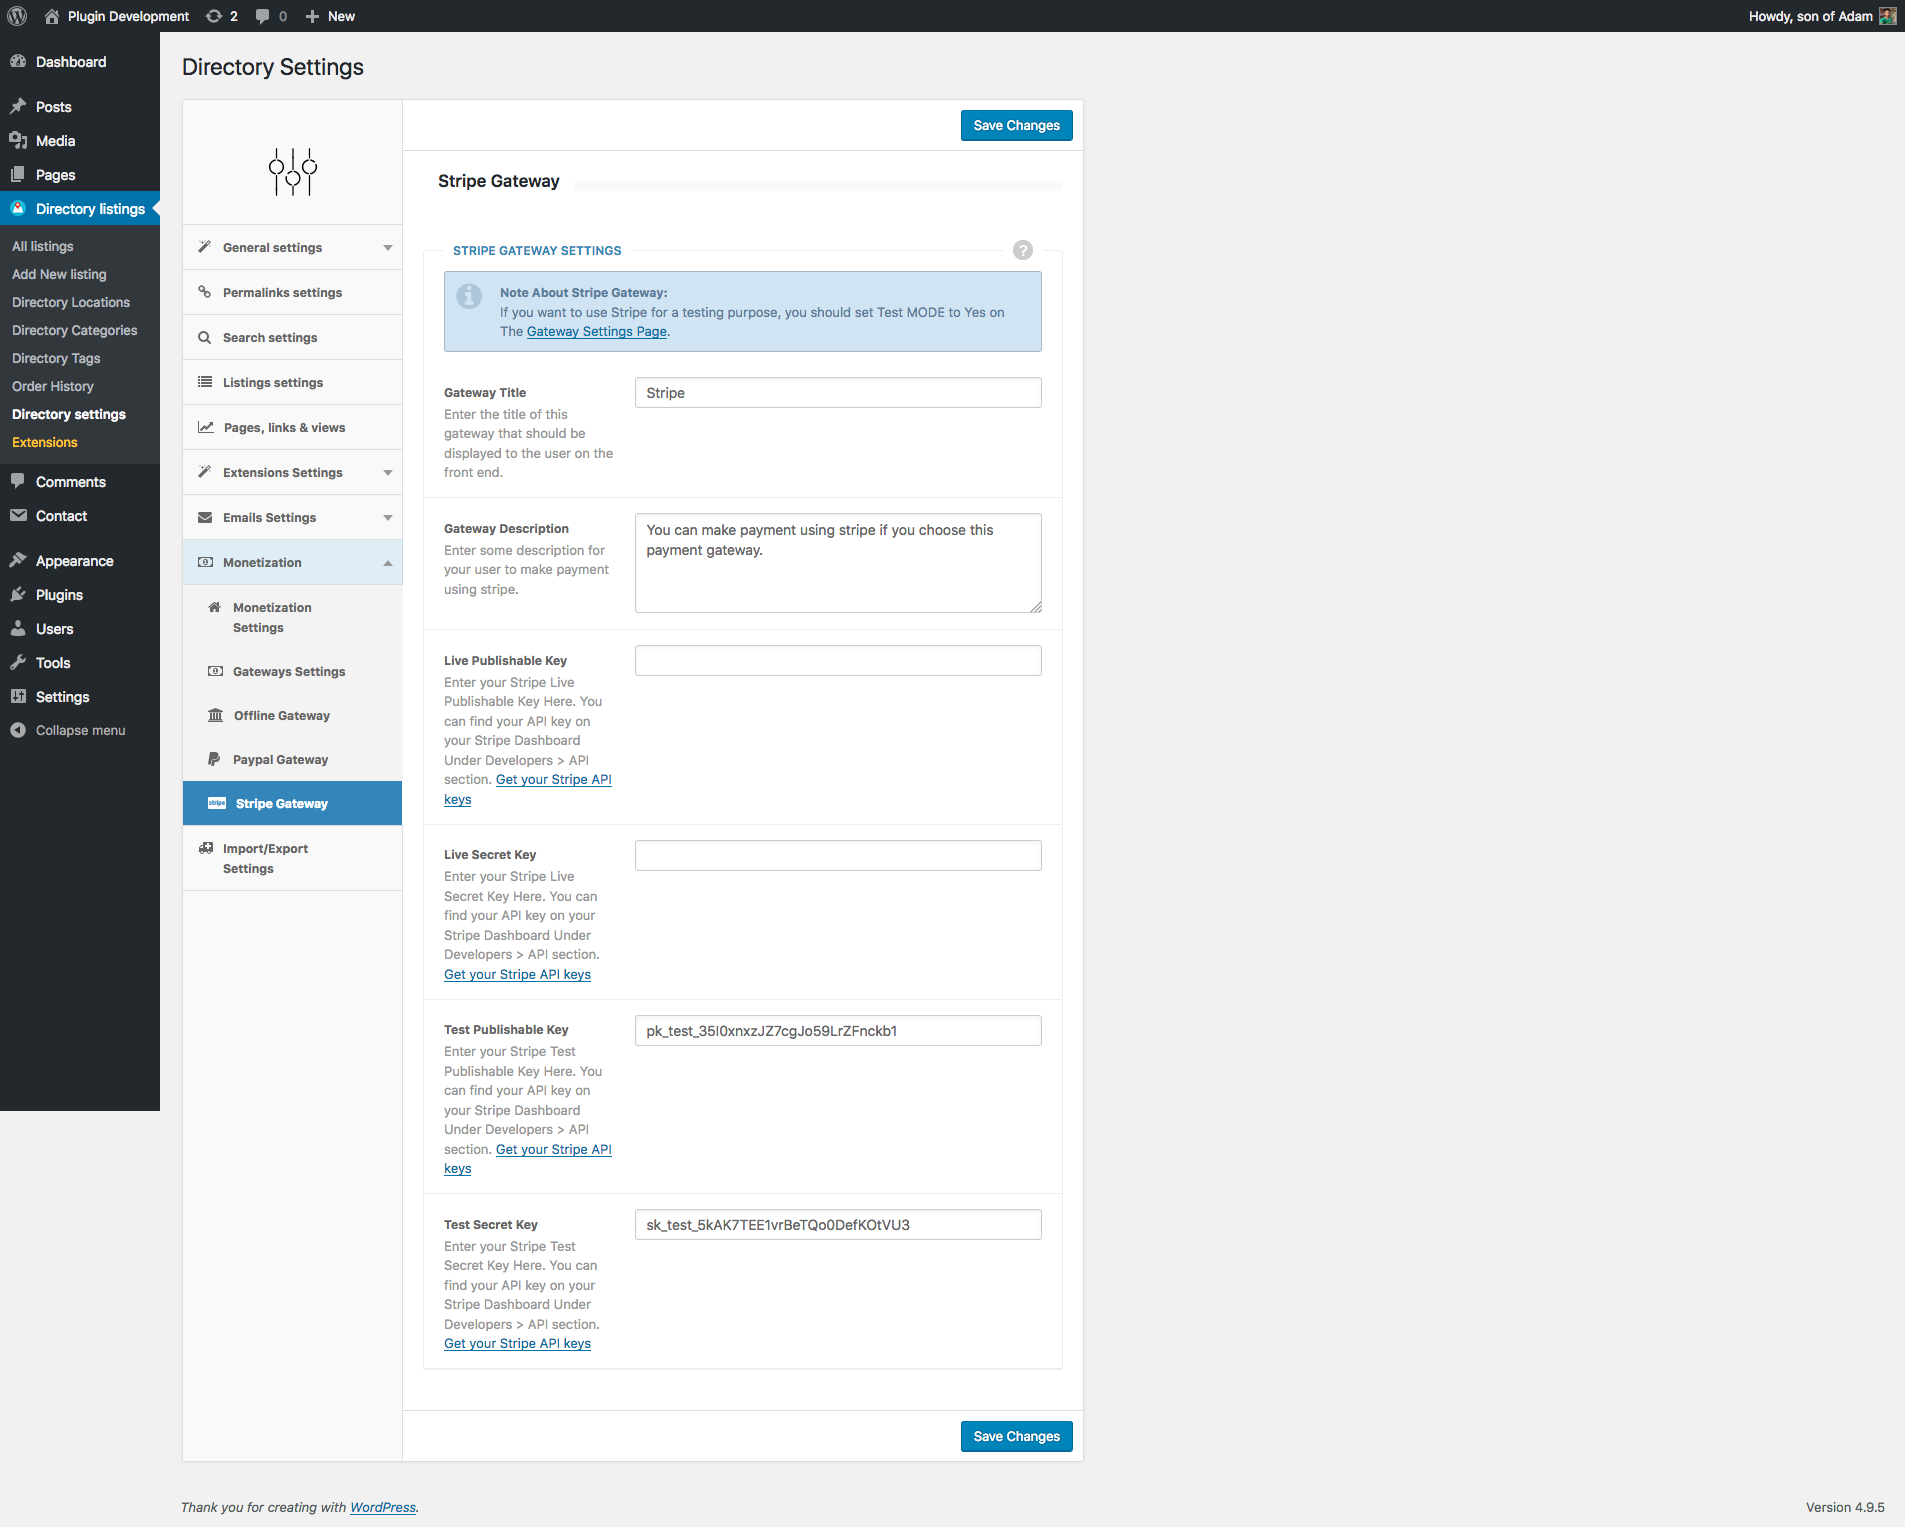 Plugin Development 2 0 New
Howdy, son of Adam
Dashboard
Posts
Media
Pages
Directory listings
All listings
Add New listing
Directory Locations
Directory Categories
Directory Tags
Order History
Directory settings
Extensions
Comments
Contact
Appearance
Plugins
Users
Tools
Settings
Collapse menu
Directory Settings
General settings
Permalinks settings
Search settings
Listings settings
Pages, links & views
Extensions Settings
Emails Settings
Monetization
Monetization
Settings
Gateways Settings
Offline Gateway
Paypal Gateway
stripe Stripe Gateway
Import/Export
Settings
Save Changes
Stripe Gateway
STRIPE GATEWAY SETTINGS
?
Note About Stripe Gateway:
If you want to use Stripe for a testing purpose, you should set Test MODE to Yes on
The Gateway Settings Page.
Gateway Title
Enter the title of this
gateway that should be
displayed to the user on the
front end.
Stripe
Gateway Description
Enter some description for
your user to make payment
using stripe.
You can make payment using stripe if you choose this
payment gateway.
Live Publishable Key
Enter your Stripe Live
Publishable Key Here. You
can find your API key on
your Stripe Dashboard
Under Developers > API
section. Get your Stripe API
keys
Live Secret Key
Enter your Stripe Live
Secret Key Here. You can
find your API key on your
Stripe Dashboard Under
Developers > API section.
Get your Stripe API keys
Test Publishable Key
Enter your Stripe Test
Publishable Key Here. You
can find your API key on
your Stripe Dashboard
Under Developers > API
section. Get your Stripe API
keys
pk_test_35I0xnxzJZ7cgJo59LrZFnckb1
Test Secret Key
Enter your Stripe Test
Secret Key Here. You can
find your API key on your
Stripe Dashboard Under
Developers > API section.
Get your Stripe API keys
sk_test_5kAK7TEE1vrBeTQo0DefKOtVU3
Save Changes
Thank you for creating with WordPress.
Version 4.9.5